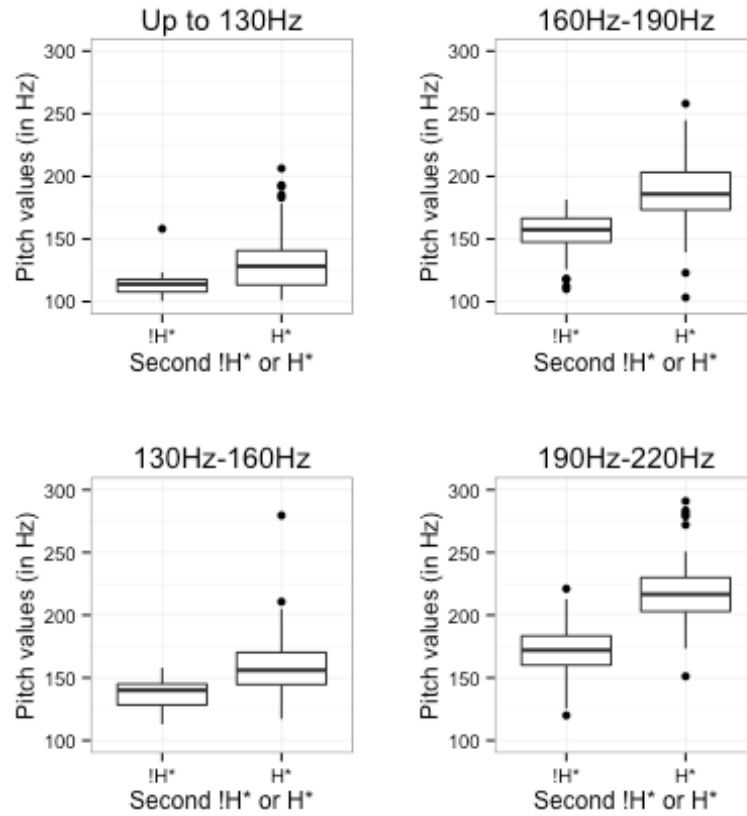 Up to 130Hz
Pitch values (in Hz)
300
250
200
150
100
!H*
H*
Second !H* or H*
160Hz-190Hz
Pitch values (in Hz)
300
250
200
150
100
!H*
H*
Second !H* or H*
130Hz-160Hz
Pitch values (in Hz)
300
250
200
150
100
!H*
H*
Second !H* or H*
190Hz-220Hz
Pitch values (in Hz)
300
250
200
150
100
!H*
H*
Second !H* or H*